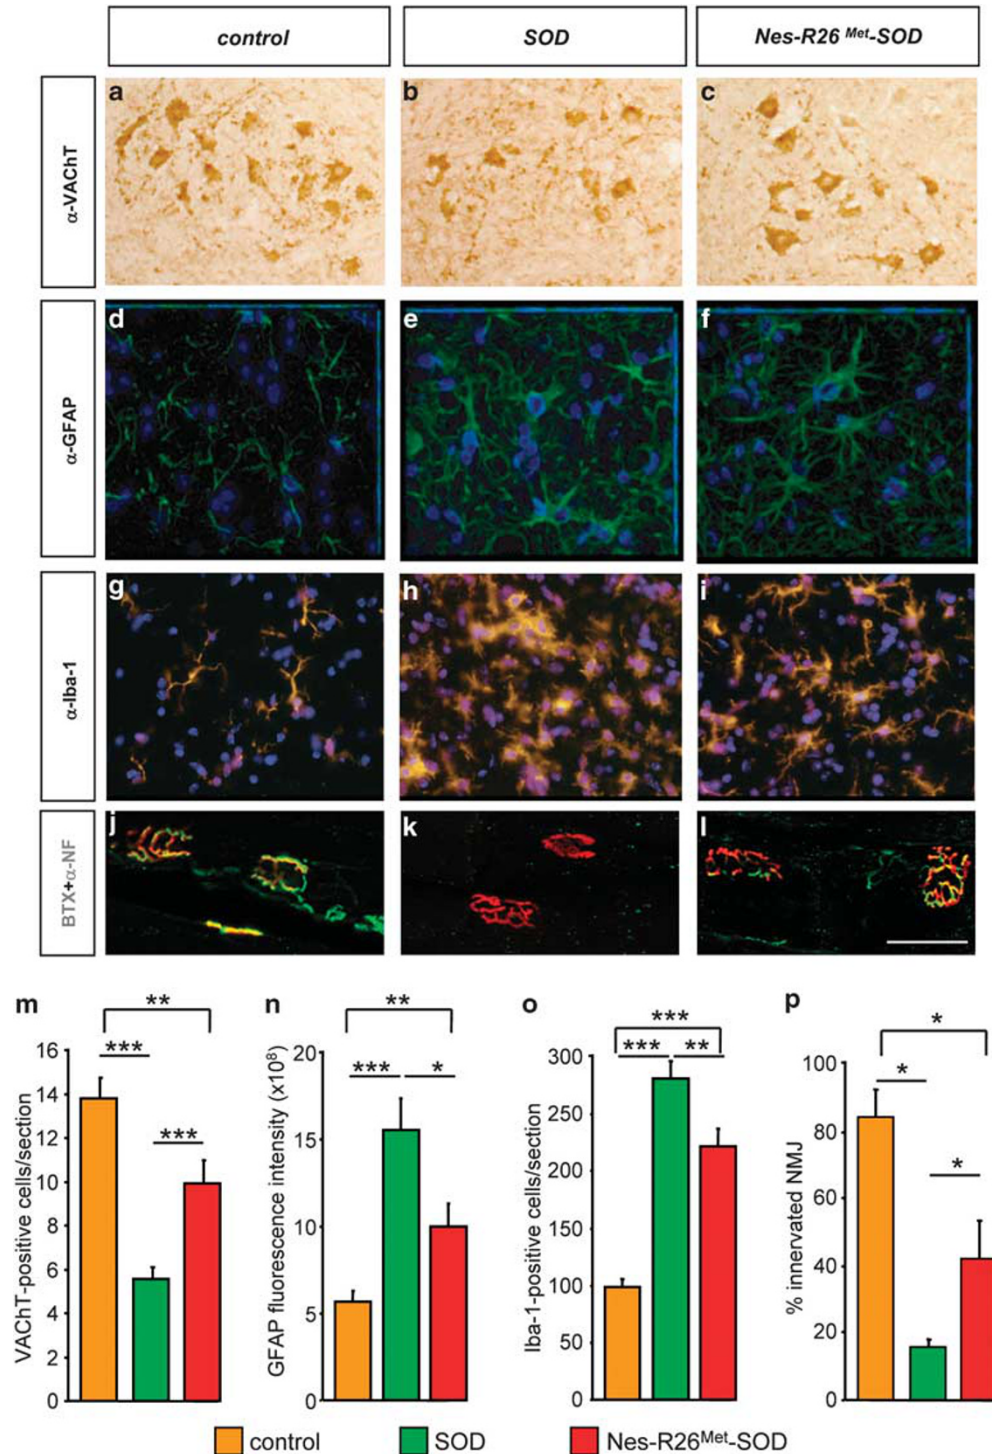 control SOD Nes-R26 Met-SOD
α-VAChT
a b c
α-GFAP
d e f
α-Iba-1
g h i
BTX+α-NF
j k l
m n o p
** ** *** *
*** *** *** * *** ** * *
VAChT-positive cells/section
16
14
12
10
8
6
4
2
0
GFAP fluorescence intensity (x10⁸)
20
15
10
5
0
Iba-1-positive cells/section
300
250
200
150
100
50
0
% innervated NMJ
100
80
60
40
20
0
control SOD Nes-R26Met-SOD